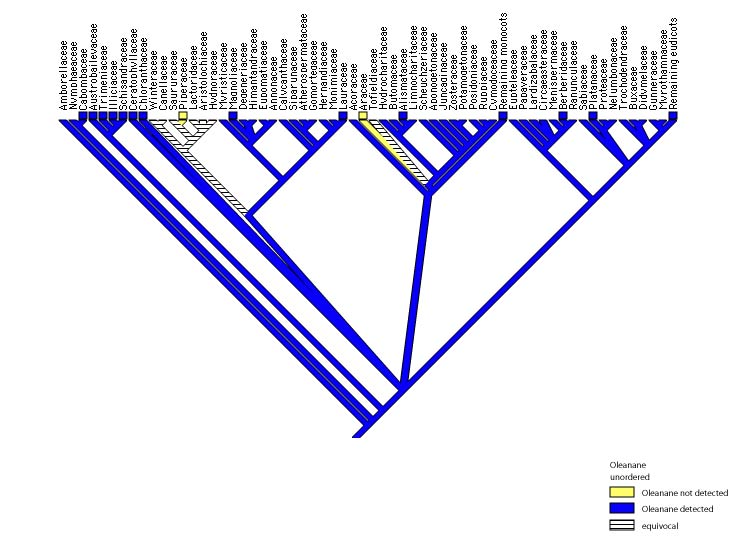 Amborellaceae
Nymphaeaceae
Cabombaceae
Austrobaileyaceae
Trimeniaceae
Illiciaceae
Schisandraceae
Ceratophyllaceae
Chloranthaceae
Winteraceae
Canellaceae
Saururaceae
Piperaceae
Lactoridaceae
Aristolochiaceae
Hydnoraceae
Myristicaceae
Magnoliaceae
Degeneriaceae
Himantandraceae
Eupomatiaceae
Annonaceae
Calycanthaceae
Siparunaceae
Atherospermataceae
Gomortegaceae
Hernandiaceae
Monimiaceae
Lauraceae
Acoraceae
Araceae
Tofieldiaceae
Hydrocharitaceae
Butomaceae
Alismataceae
Limnocharitaceae
Scheuchzeriaceae
Aponogetonaceae
Juncaginaceae
Zosteraceae
Potamogetonaceae
Posidoniaceae
Ruppiaceae
Cymodoceaceae
Remaining monocots
Eupteleaceae
Papaveraceae
Lardizabalaceae
Circaeasteraceae
Menispermaceae
Berberidaceae
Ranunculaceae
Sabiaceae
Platanaceae
Proteaceae
Nelumbonaceae
Trochodendraceae
Buxaceae
Didymelaceae
Gunneraceae
Myrothamnaceae
Remaining eudicots
Oleanane
unordered
Oleanane not detected
Oleanane detected
equivocal